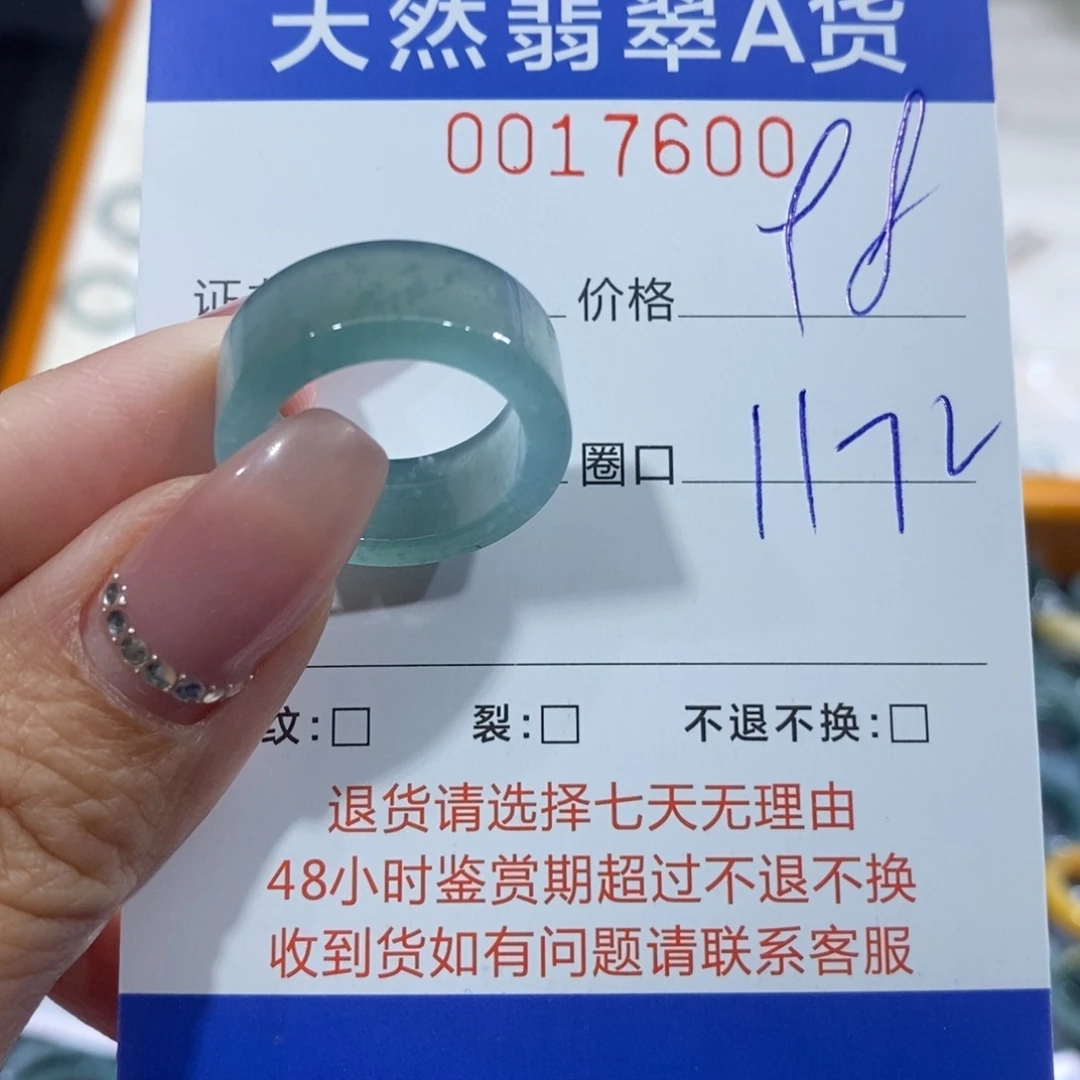 天然翡翠A货
0017600
证 价格
圈口 1172
纹:□ 裂:□ 不退不换:□
退货请选择七天无理由
48小时鉴赏期超过不退不换
收到货如有问题请联系客服